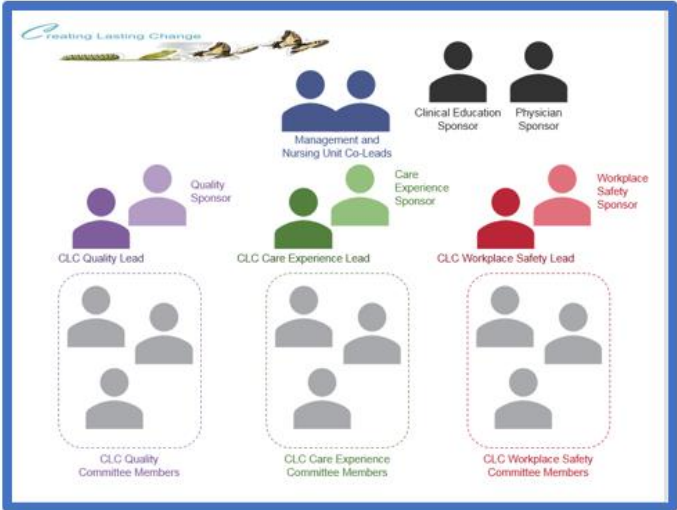 Creating Lasting Change
Clinical Education
Sponsor
Physician
Sponsor
Management and
Nursing Unit Co-Leads
Quality
Sponsor
Care
Experience
Sponsor
Workplace
Safety
Sponsor
CLC Quality Lead
CLC Care Experience Lead
CLC Workplace Safety Lead
CLC Quality
Committee Members
CLC Care Experience
Committee Members
CLC Workplace Safety
Committee Members